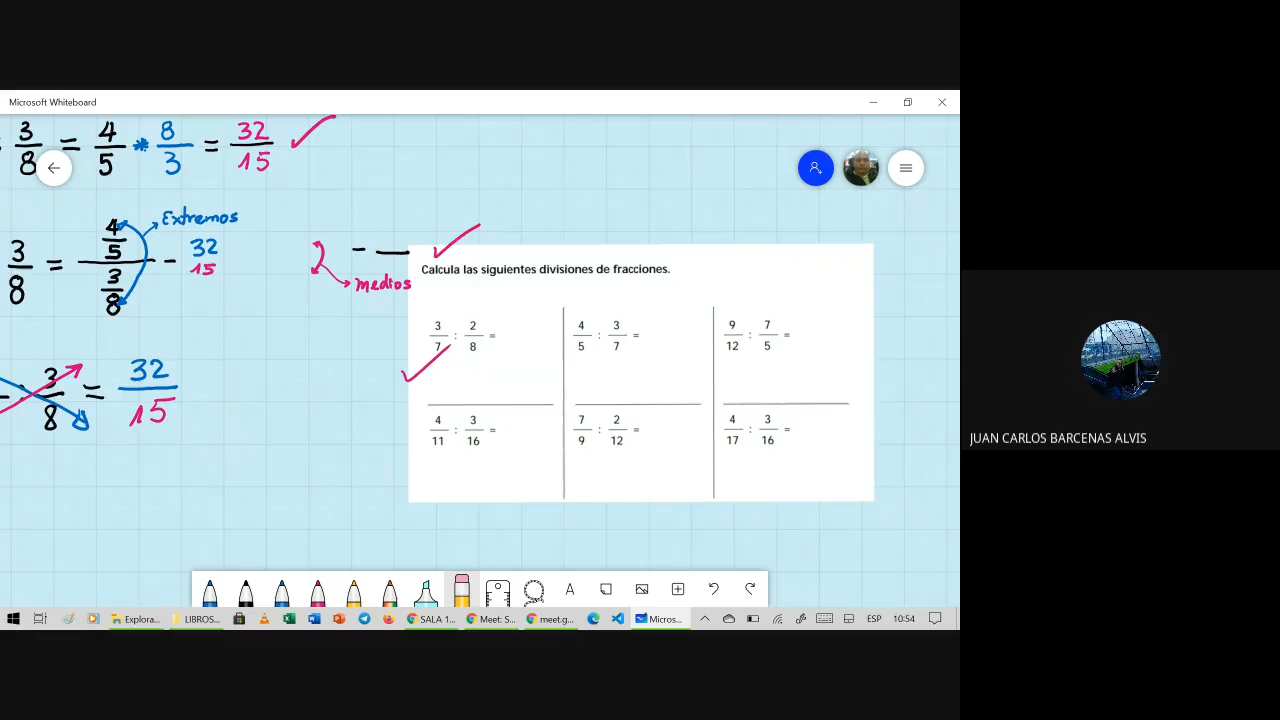 Microsoft Whiteboard
3/8 = 4/5 * 8/3 = 32/15
Extremos
3/8 = 4/5 / 3/8 - 32/15
medios
: 3/8 = 32/15
Calcula las siguientes divisiones de fracciones.
3/7 : 2/8 = 4/5 : 3/7 = 9/12 : 7/5 =
4/11 : 3/16 = 7/9 : 2/12 = 4/17 : 3/16 =
JUAN CARLOS BARCENAS ALVIS
A
Explora... LIBROS... SALA 1... Meet: S... meet.g... Micros... ESP 10:54